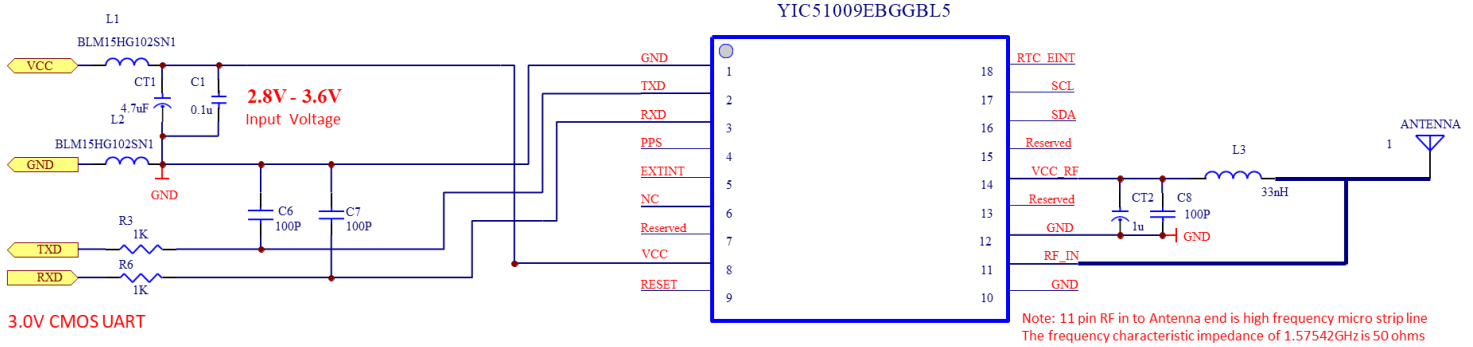 YIC51009EBGGBL5
L1
BLM15HG102SN1
VCC
CT1
4.7uF
C1
0.1u
2.8V - 3.6V
Input Voltage
L2
BLM15HG102SN1
GND
GND
C6
100P
C7
100P
R3
1K
TXD
R6
1K
RXD
3.0V CMOS UART
GND
1
TXD
2
RXD
3
PPS
4
EXTINT
5
NC
6
Reserved
7
VCC
8
RESET
9
18
RTC_EINT
17
SCL
16
SDA
15
Reserved
14
VCC_RF
13
Reserved
12
GND
11
RF_IN
10
GND
CT2
1u
C8
100P
GND
L3
33nH
ANTENNA
1
Note: 11 pin RF in to Antenna end is high frequency micro strip line
The frequency characteristic impedance of 1.57542GHz is 50 ohms